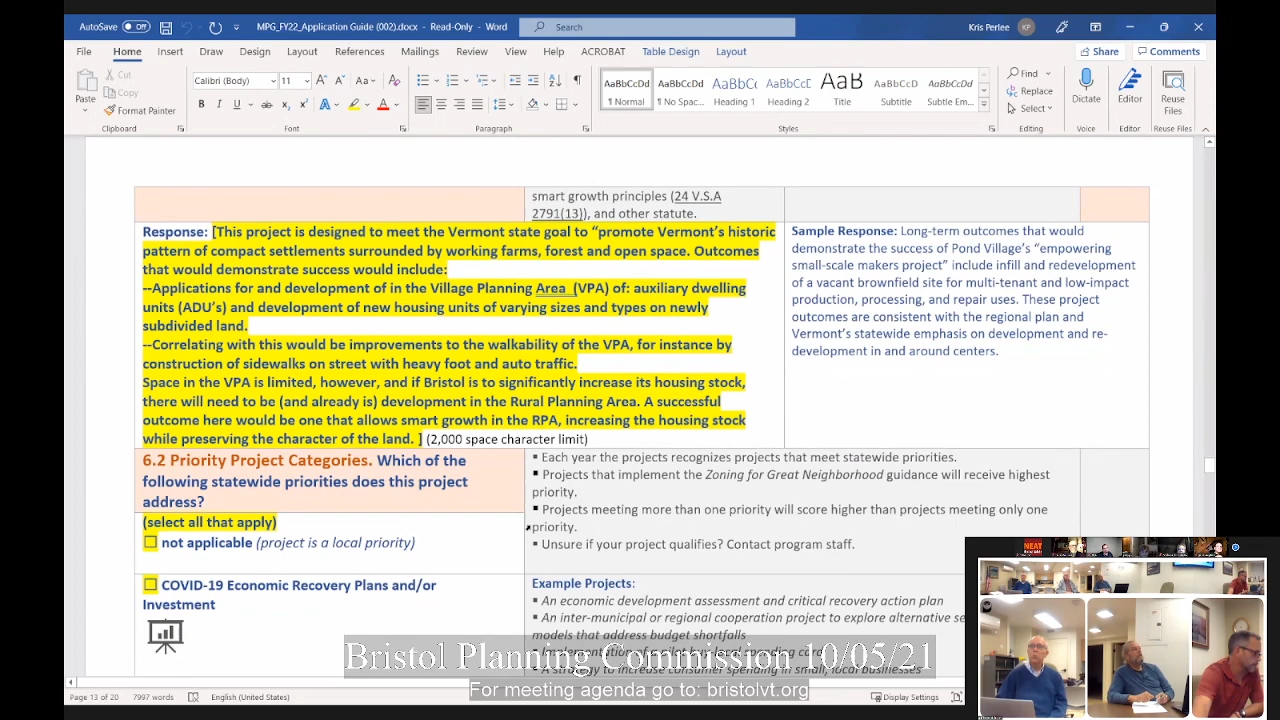 AutoSave Off MPG_FY22_Application Guide (002).docx - Read-Only - Word Search Kris Perlee KP
File Home Insert Draw Design Layout References Mailings Review View Help ACROBAT Table Design Layout Share Comments
Paste Cut Copy Format Painter
Calibri (Body) 11
AaBbCcDd AaBbCcDd AaBbCc AaBbCcD AaB AaBbCcD AaBbCcDd
¶ Normal ¶ No Spac... Heading 1 Heading 2 Title Subtitle Subtle Em...
Find Replace Select Dictate Editor Reuse Files
Clipboard Font Paragraph Styles Editing Voice Editor Reuse Files
smart growth principles (24 V.S.A
2791(13)), and other statute.
Response: [This project is designed to meet the Vermont state goal to “promote Vermont’s historic
pattern of compact settlements surrounded by working farms, forest and open space. Outcomes
that would demonstrate success would include:
--Applications for and development of in the Village Planning Area (VPA) of: auxiliary dwelling
units (ADU’s) and development of new housing units of varying sizes and types on newly
subdivided land.
--Correlating with this would be improvements to the walkability of the VPA, for instance by
construction of sidewalks on street with heavy foot and auto traffic.
Space in the VPA is limited, however, and if Bristol is to significantly increase its housing stock,
there will need to be (and already is) development in the Rural Planning Area. A successful
outcome here would be one that allows smart growth in the RPA, increasing the housing stock
while preserving the character of the land. ] (2,000 space character limit)
Sample Response: Long-term outcomes that would
demonstrate the success of Pond Village’s “empowering
small-scale makers project” include infill and redevelopment
of a vacant brownfield site for multi-tenant and low-impact
production, processing, and repair uses. These project
outcomes are consistent with the regional plan and
Vermont’s statewide emphasis on development and re-
development in and around centers.
6.2 Priority Project Categories. Which of the
following statewide priorities does this project
address?
(select all that apply)
☐ not applicable (project is a local priority)
▪ Each year the projects recognizes projects that meet statewide priorities.
▪ Projects that implement the Zoning for Great Neighborhood guidance will receive highest
priority.
▪ Projects meeting more than one priority will score higher than projects meeting only one
priority.
▪ Unsure if your project qualifies? Contact program staff.
☐ COVID-19 Economic Recovery Plans and/or
Investment
Example Projects:
▪ An economic development assessment and critical recovery action plan
▪ An inter-municipal or regional cooperation project to explore alternative se
models that address budget shortfalls
▪ A strategy to increase consumer spending in small, local businesses
Bristol Planning Commission 10/05/21
For meeting agenda go to: bristolvt.org
Page 13 of 20 7997 words English (United States) Display Settings